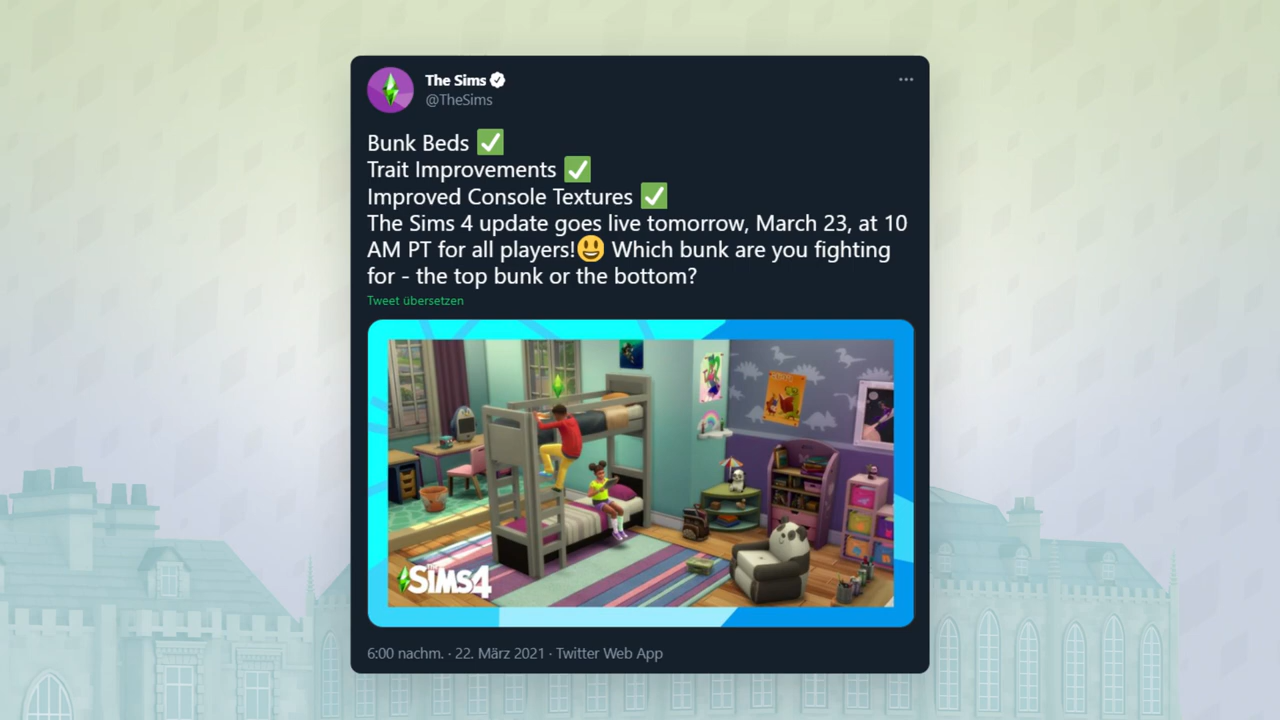 The Sims
@TheSims
Bunk Beds ✅
Trait Improvements ✅
Improved Console Textures ✅
The Sims 4 update goes live tomorrow, March 23, at 10
AM PT for all players!😃 Which bunk are you fighting
for - the top bunk or the bottom?
Tweet übersetzen
THE
SIMS4
6:00 nachm. · 22. März 2021 · Twitter Web App